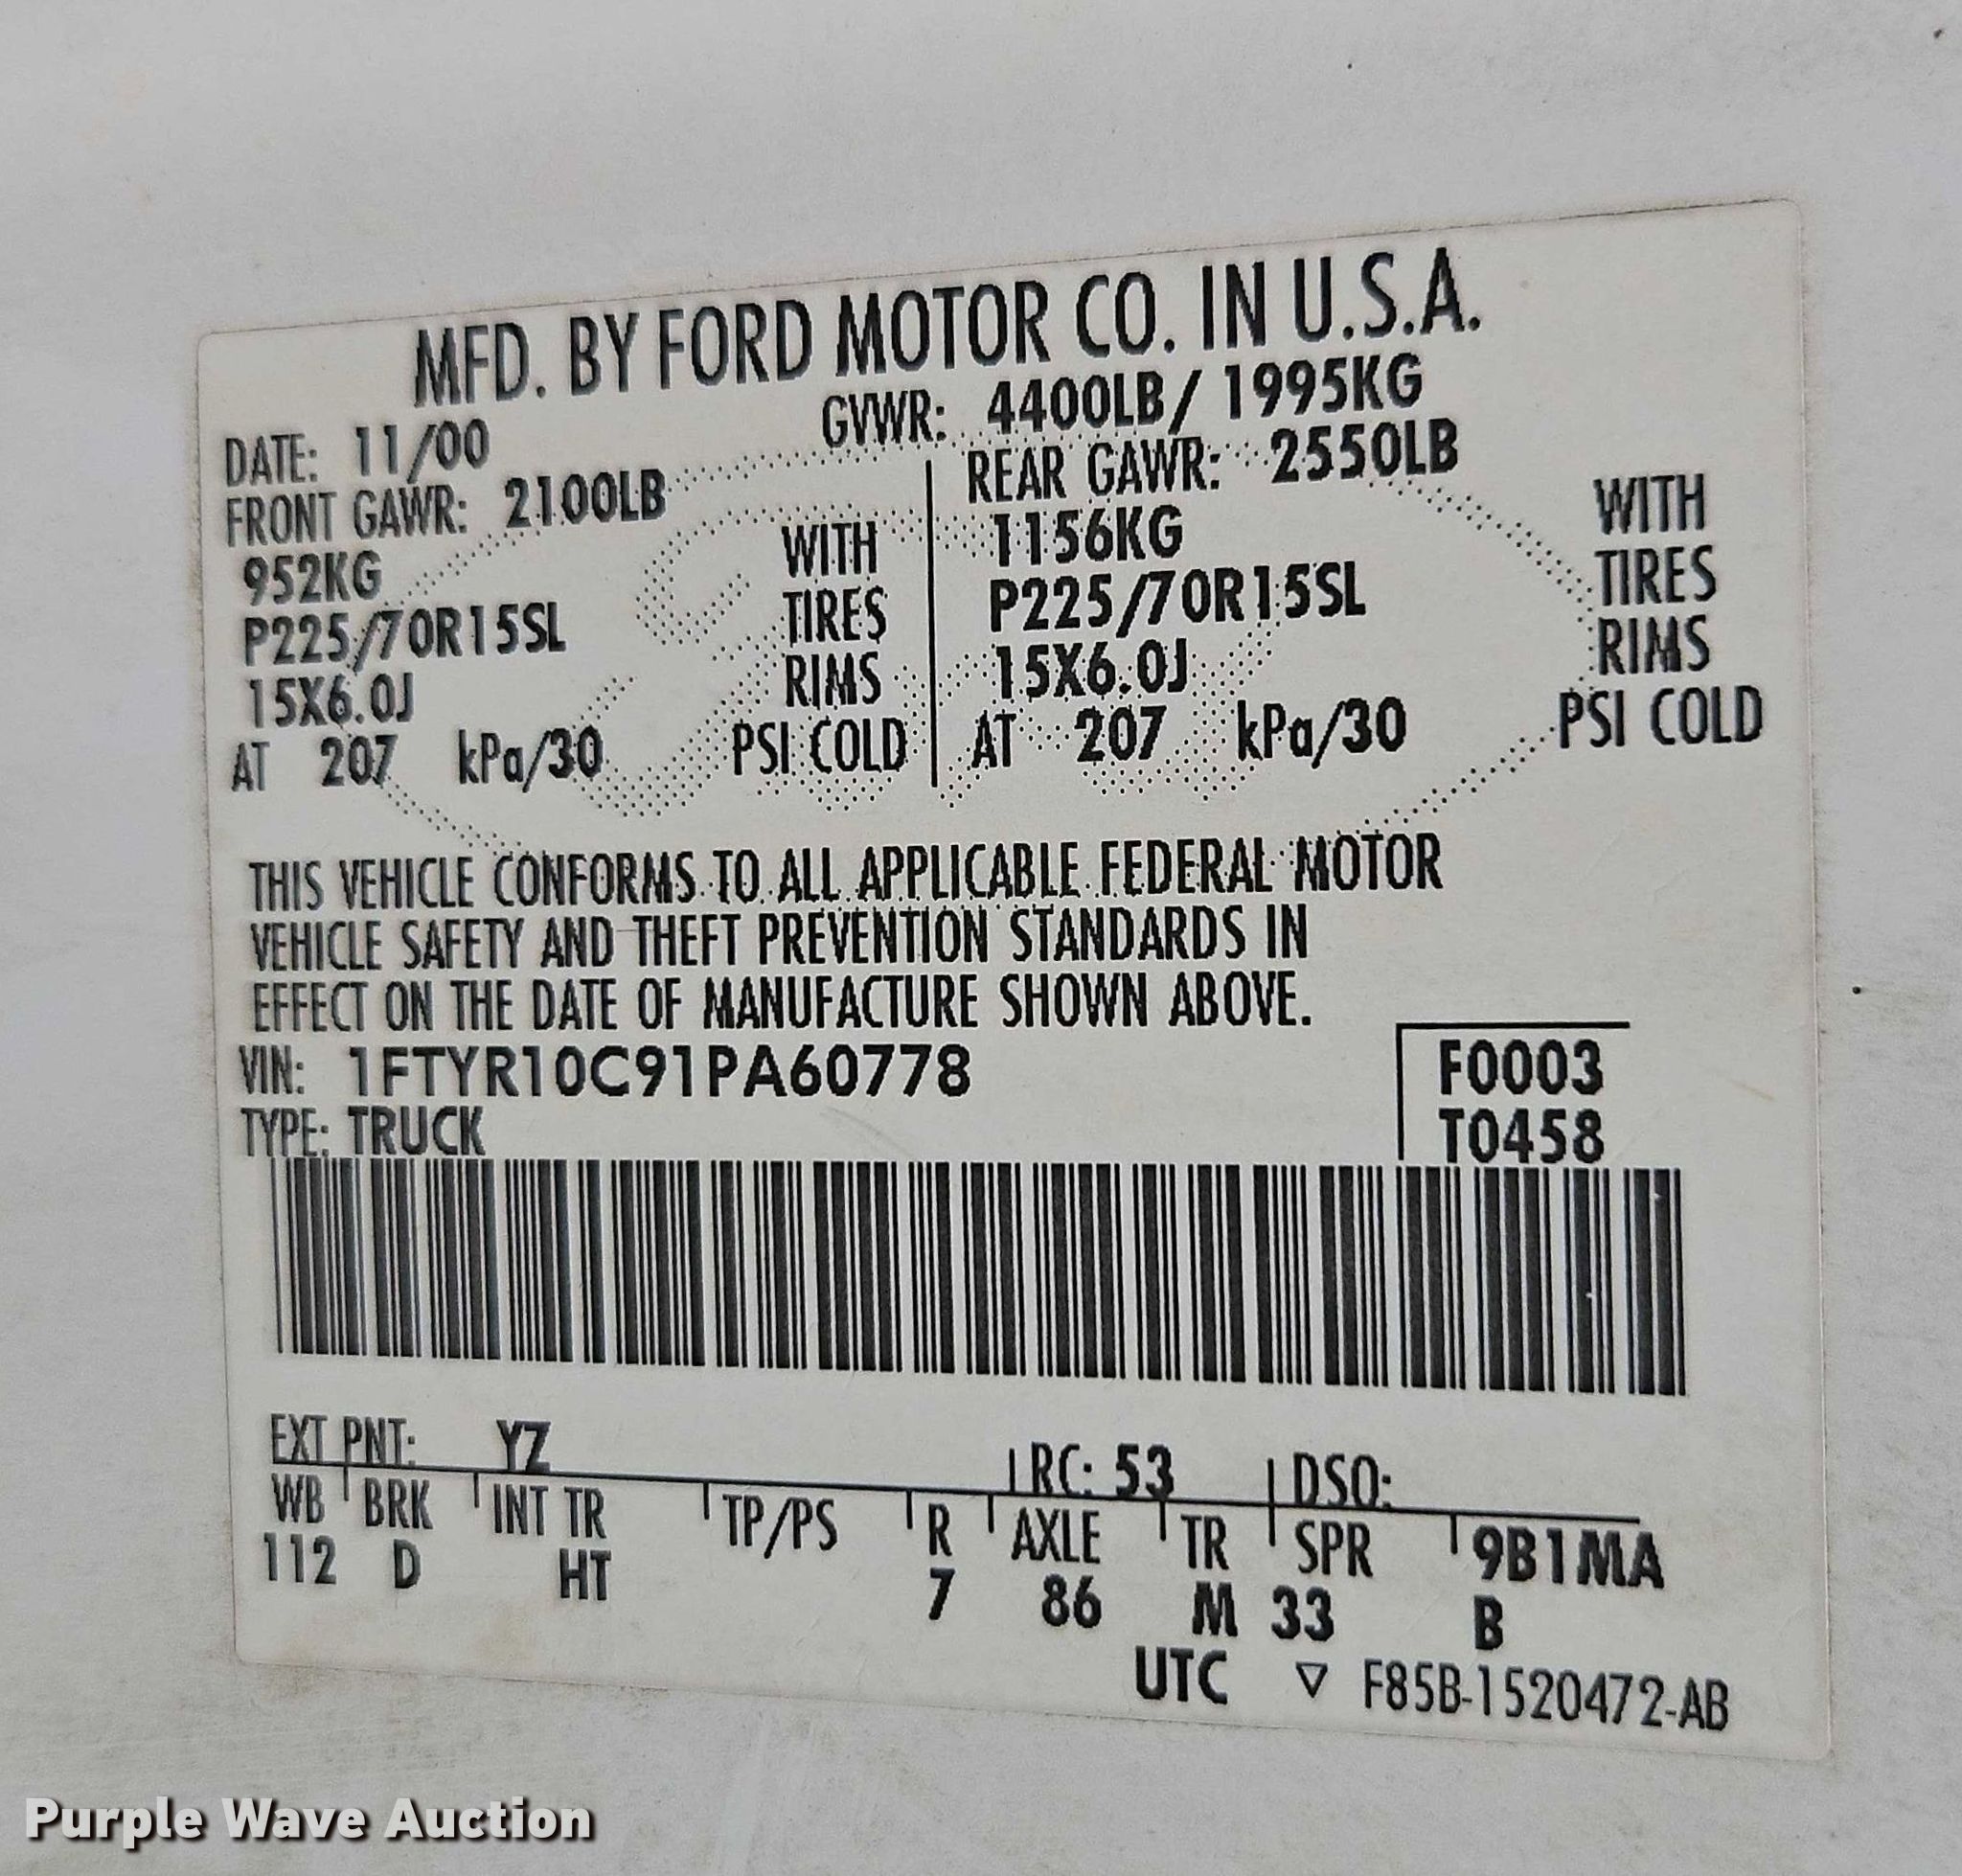 MFD. BY FORD MOTOR CO. IN U.S.A.
DATE: 11/00
GVWR: 4400LB/ 1995KG
FRONT GAWR: 2100LB
952KG
P225/70R15SL
15X6.0J
AT 207 kPa/30
WITH
TIRES
RIMS
PSI COLD
REAR GAWR: 2550LB
1156KG
P225/70R15SL
15X6.0J
AT 207 kPa/30
WITH
TIRES
RIMS
PSI COLD
THIS VEHICLE CONFORMS TO ALL APPLICABLE FEDERAL MOTOR
VEHICLE SAFETY AND THEFT PREVENTION STANDARDS IN
EFFECT ON THE DATE OF MANUFACTURE SHOWN ABOVE.
VIN: 1FTYR10C91PA60778
TYPE: TRUCK
F0003
T0458
EXT PNT: YZ RC: 53 DSO:
WB BRK INT TR TP/PS R AXLE TR SPR 9B1MA
112 D HT 7 86 M 33 B
UTC ▽ F85B-1520472-AB
Purple Wave Auction